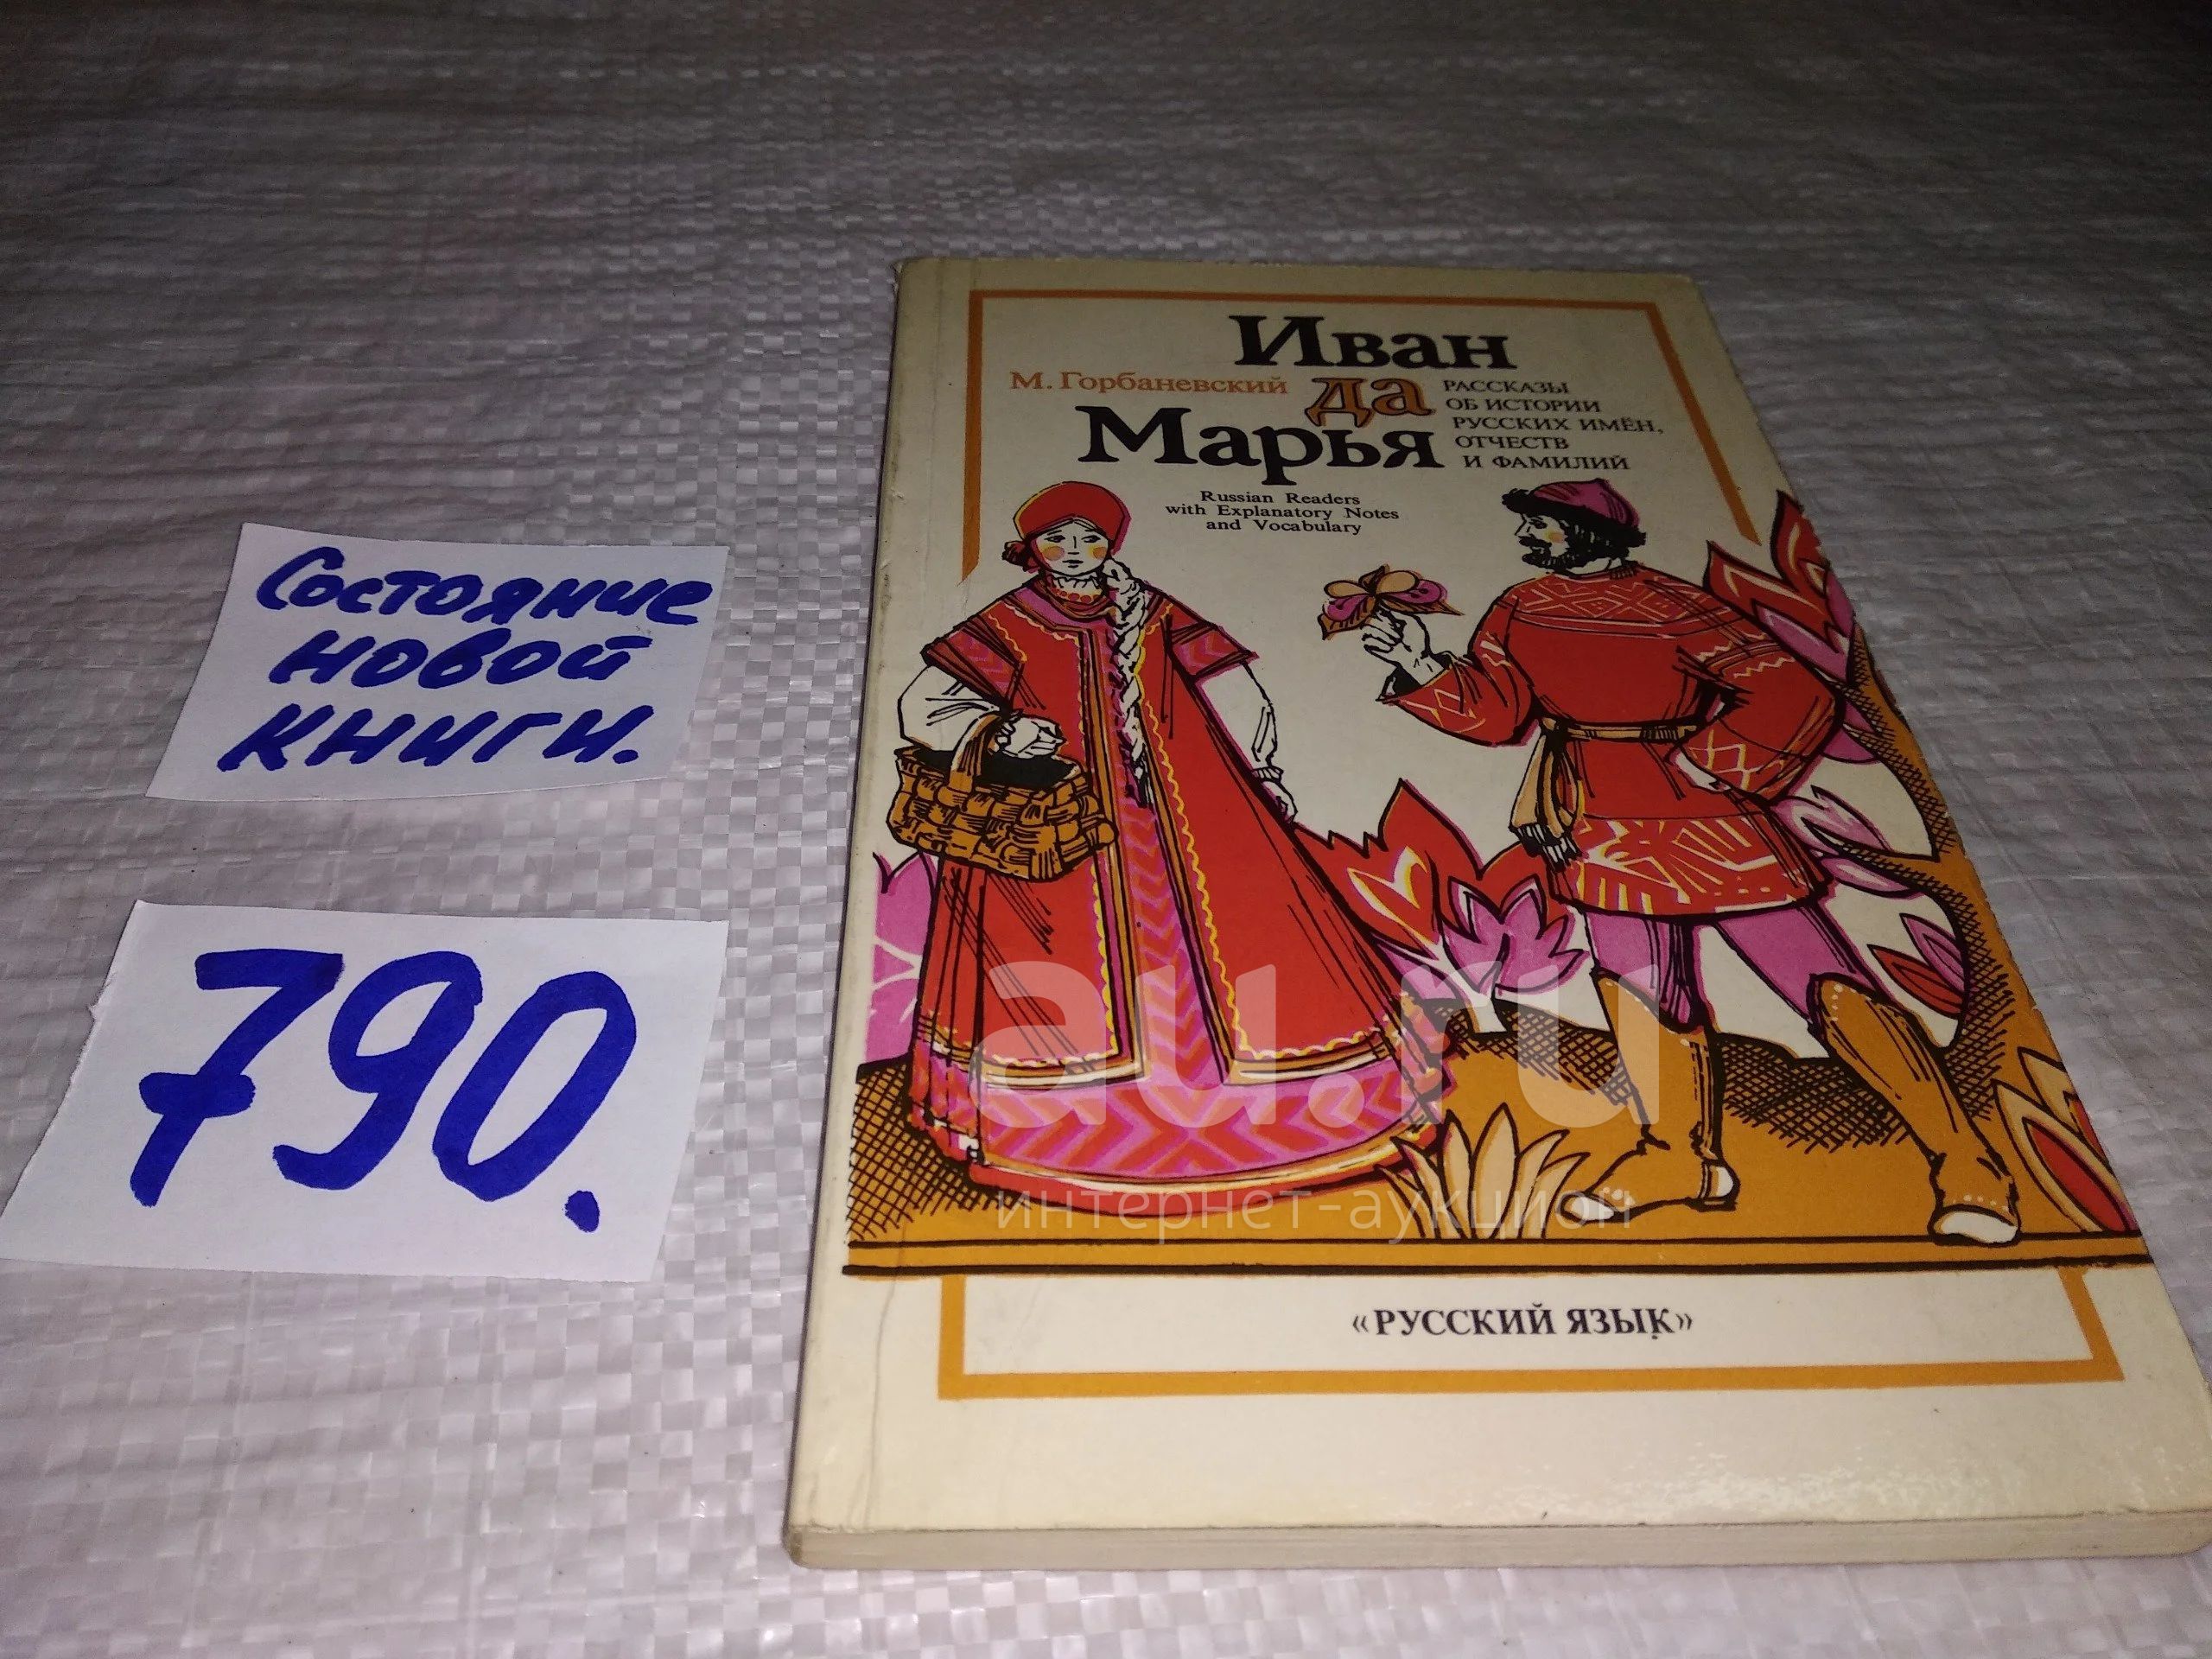 Состояние
новой
книги.
790.
Иван
М. Горбаневский
да
Марья
РАССКАЗЫ
ОБ ИСТОРИИ
РУССКИХ ИМЁН,
ОТЧЕСТВ
И ФАМИЛИЙ
Russian Readers
with Explanatory Notes
and Vocabulary
au.ru
интернет-аукцион
«РУССКИЙ ЯЗЫК»